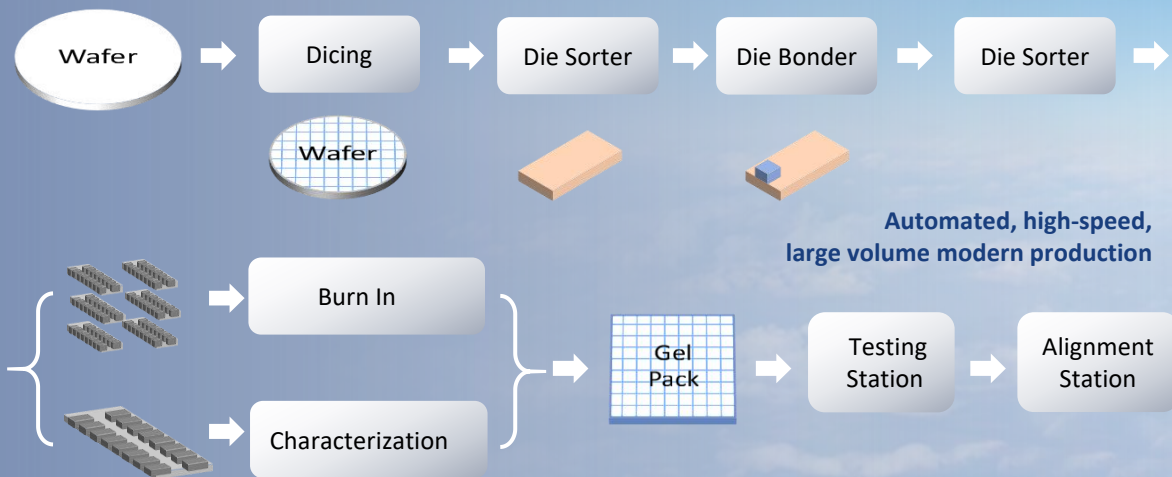 Wafer
Dicing
Die Sorter
Die Bonder
Die Sorter
Wafer
Automated, high-speed,
large volume modern production
Burn In
Characterization
Gel
Pack
Testing
Station
Alignment
Station